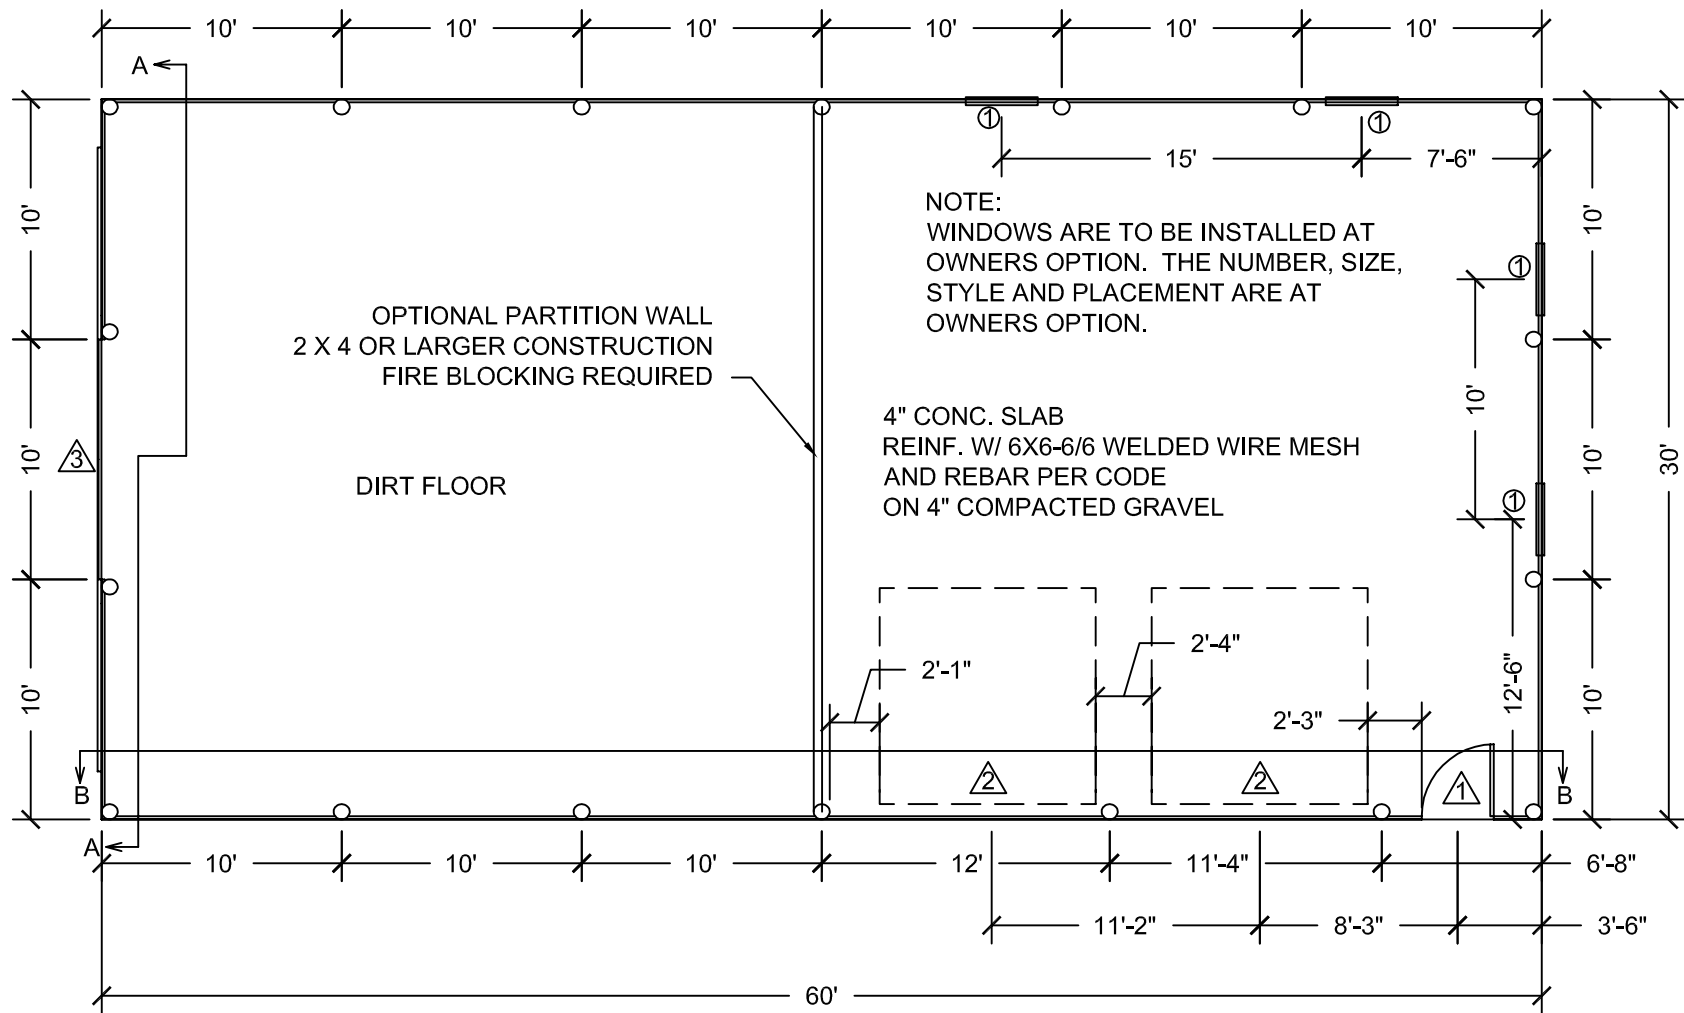 10' 10' 10' 10' 10' 10'
A
1 1
15' 7'-6"
NOTE:
WINDOWS ARE TO BE INSTALLED AT
OWNERS OPTION.  THE NUMBER, SIZE,
STYLE AND PLACEMENT ARE AT
OWNERS OPTION.
10'
10'
1
OPTIONAL PARTITION WALL
2 X 4 OR LARGER CONSTRUCTION
FIRE BLOCKING REQUIRED
10'
4" CONC. SLAB
REINF. W/ 6X6-6/6 WELDED WIRE MESH
AND REBAR PER CODE
ON 4" COMPACTED GRAVEL
10'
3
10'
30'
DIRT FLOOR
1
2'-4"
2'-1"
12'-6"
10'
10'
2'-3"
2 2 1
B B
A
10' 10' 10' 12' 11'-4" 6'-8"
11'-2" 8'-3" 3'-6"
60'